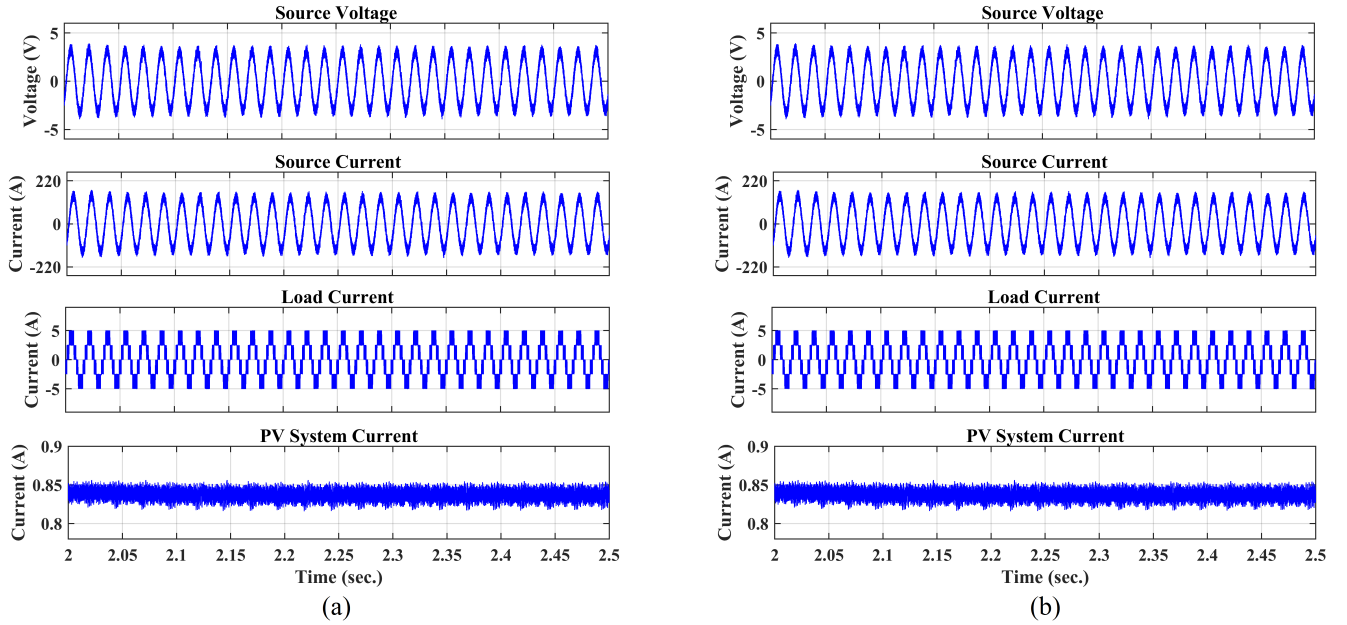 Source Voltage
Voltage (V)
5
0
-5
Source Current
Current (A)
220
0
-220
Load Current
Current (A)
5
0
-5
PV System Current
Current (A)
0.9
0.85
0.8
2 2.05 2.1 2.15 2.2 2.25 2.3 2.35 2.4 2.45 2.5
Time (sec.)
(a)
Source Voltage
Voltage (V)
5
0
-5
Source Current
Current (A)
220
0
-220
Load Current
Current (A)
5
0
-5
PV System Current
Current (A)
0.9
0.85
0.8
2 2.05 2.1 2.15 2.2 2.25 2.3 2.35 2.4 2.45 2.5
Time (sec.)
(b)